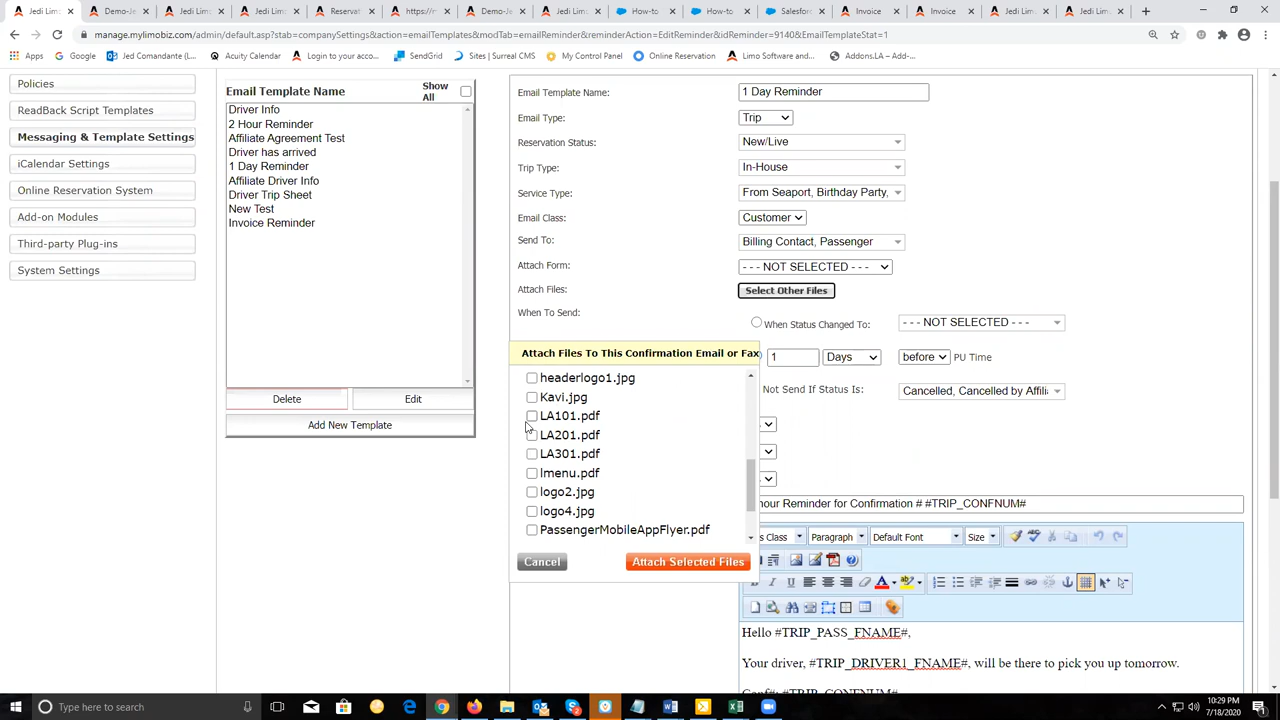 Jedi Lim
Demo-Je
Jedi Limo
Jedi Limo
Reservat
https://n
Demo-Je
Jedi Limo
How-to
How-to
Salesforc
Invoice
Invoice
Jedi Limo
Jedi Limo
manage.mylimobiz.com/admin/default.asp?stab=companySettings&action=emailTemplates&modTab=emailReminder&reminderAction=EditReminder&idReminder=9140&EmailTemplateStat=1
Apps Google Jed Comandante (L... Acuity Calendar Login to your acco... SendGrid Sites | Surreal CMS My Control Panel Online Reservation Limo Software and... Addons.LA – Add-...
Policies
ReadBack Script Templates
Messaging & Template Settings
iCalendar Settings
Online Reservation System
Add-on Modules
Third-party Plug-ins
System Settings
Email Template Name
Show All
Driver Info
2 Hour Reminder
Affiliate Agreement Test
Driver has arrived
1 Day Reminder
Affiliate Driver Info
Driver Trip Sheet
New Test
Invoice Reminder
Delete Edit
Add New Template
Email Template Name: 1 Day Reminder
Email Type: Trip
Reservation Status: New/Live
Trip Type: In-House
Service Type: From Seaport, Birthday Party,
Email Class: Customer
Send To: Billing Contact, Passenger
Attach Form: - - - NOT SELECTED - - -
Attach Files: Select Other Files
When To Send: When Status Changed To: - - - NOT SELECTED - - -
1 Days before PU Time
Not Send If Status Is: Cancelled, Cancelled by Affili
Attach Files To This Confirmation Email or Fax
headerlogo1.jpg
Kavi.jpg
LA101.pdf
LA201.pdf
LA301.pdf
lmenu.pdf
logo2.jpg
logo4.jpg
PassengerMobileAppFlyer.pdf
Cancel Attach Selected Files
hour Reminder for Confirmation # #TRIP_CONFNUM#
Class Paragraph Default Font Size
Hello #TRIP_PASS_FNAME#,
Your driver, #TRIP_DRIVER1_FNAME#, will be there to pick you up tomorrow.
Conf#: #TRIP_CONFNUM#
Type here to search
10:29 PM
7/18/2020